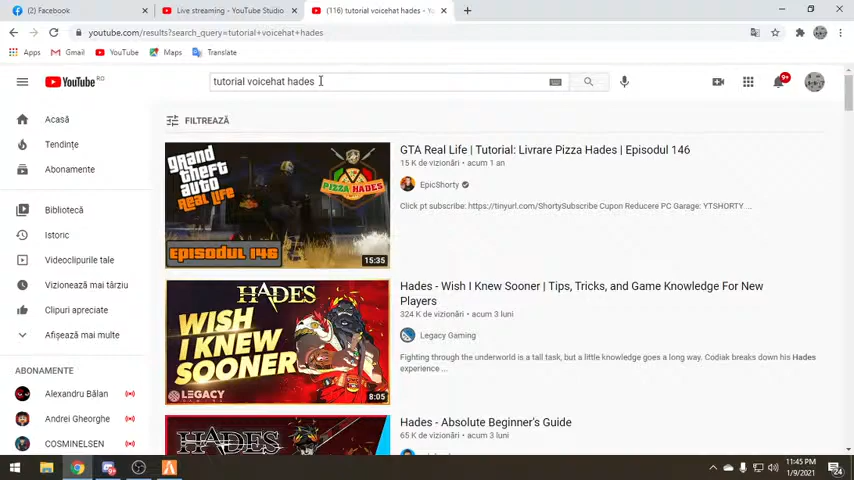 (2) Facebook
Live streaming - YouTube Studio
(116) tutorial voicehat hades - Yo
youtube.com/results?search_query=tutorial+voicehat+hades
Apps
Gmail
YouTube
Maps
Translate
YouTube RO
tutorial voicehat hades
9+
Acasă
Tendințe
Abonamente
Bibliotecă
Istoric
Videoclipurile tale
Vizionează mai târziu
Clipuri apreciate
Afișează mai multe
ABONAMENTE
Alexandru Bălan
Andrei Gheorghe
COSMINELSEN
FILTREAZĂ
grand
theft
auto
REAL LIFE
PIZZA HADES
EPISODUL 146
15:35
GTA Real Life | Tutorial: Livrare Pizza Hades | Episodul 146
15 K de vizionări • acum 1 an
EpicShorty
Click pt subscribe: https://tinyurl.com/ShortySubscribe Cupon Reducere PC Garage: YTSHORTY ...
HADES
WISH
I KNEW
SOONER
LEGACY
GAMING
8:05
Hades - Wish I Knew Sooner | Tips, Tricks, and Game Knowledge For New
Players
324 K de vizionări • acum 3 luni
Legacy Gaming
Fighting through the underworld is a tall task, but a little knowledge goes a long way. Codiak breaks down his Hades
experience ...
HADES
Hades - Absolute Beginner's Guide
65 K de vizionări • acum 3 luni
11:45 PM
1/9/2021
24